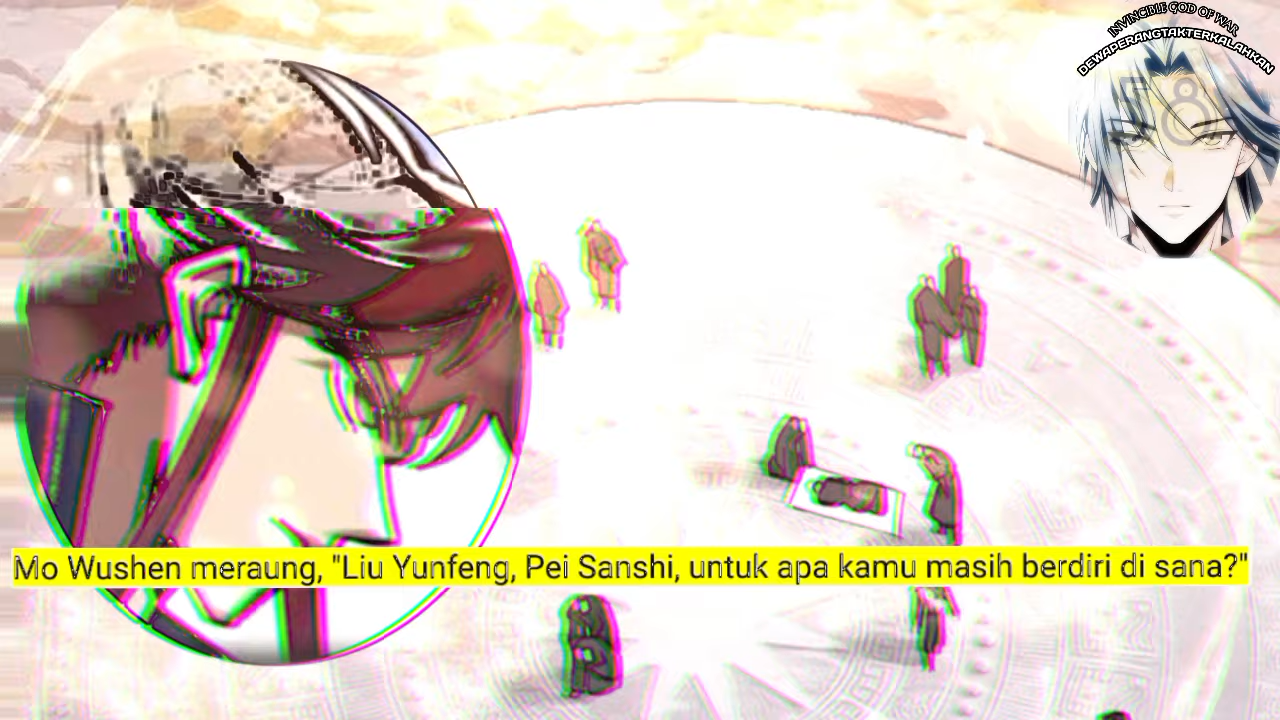 INVINCIBLE GOD OF WAR
DEWAPERANGTAKTERKALAHKAN
58
Mo Wushen meraung, "Liu Yunfeng, Pei Sanshi, untuk apa kamu masih berdiri di sana?"